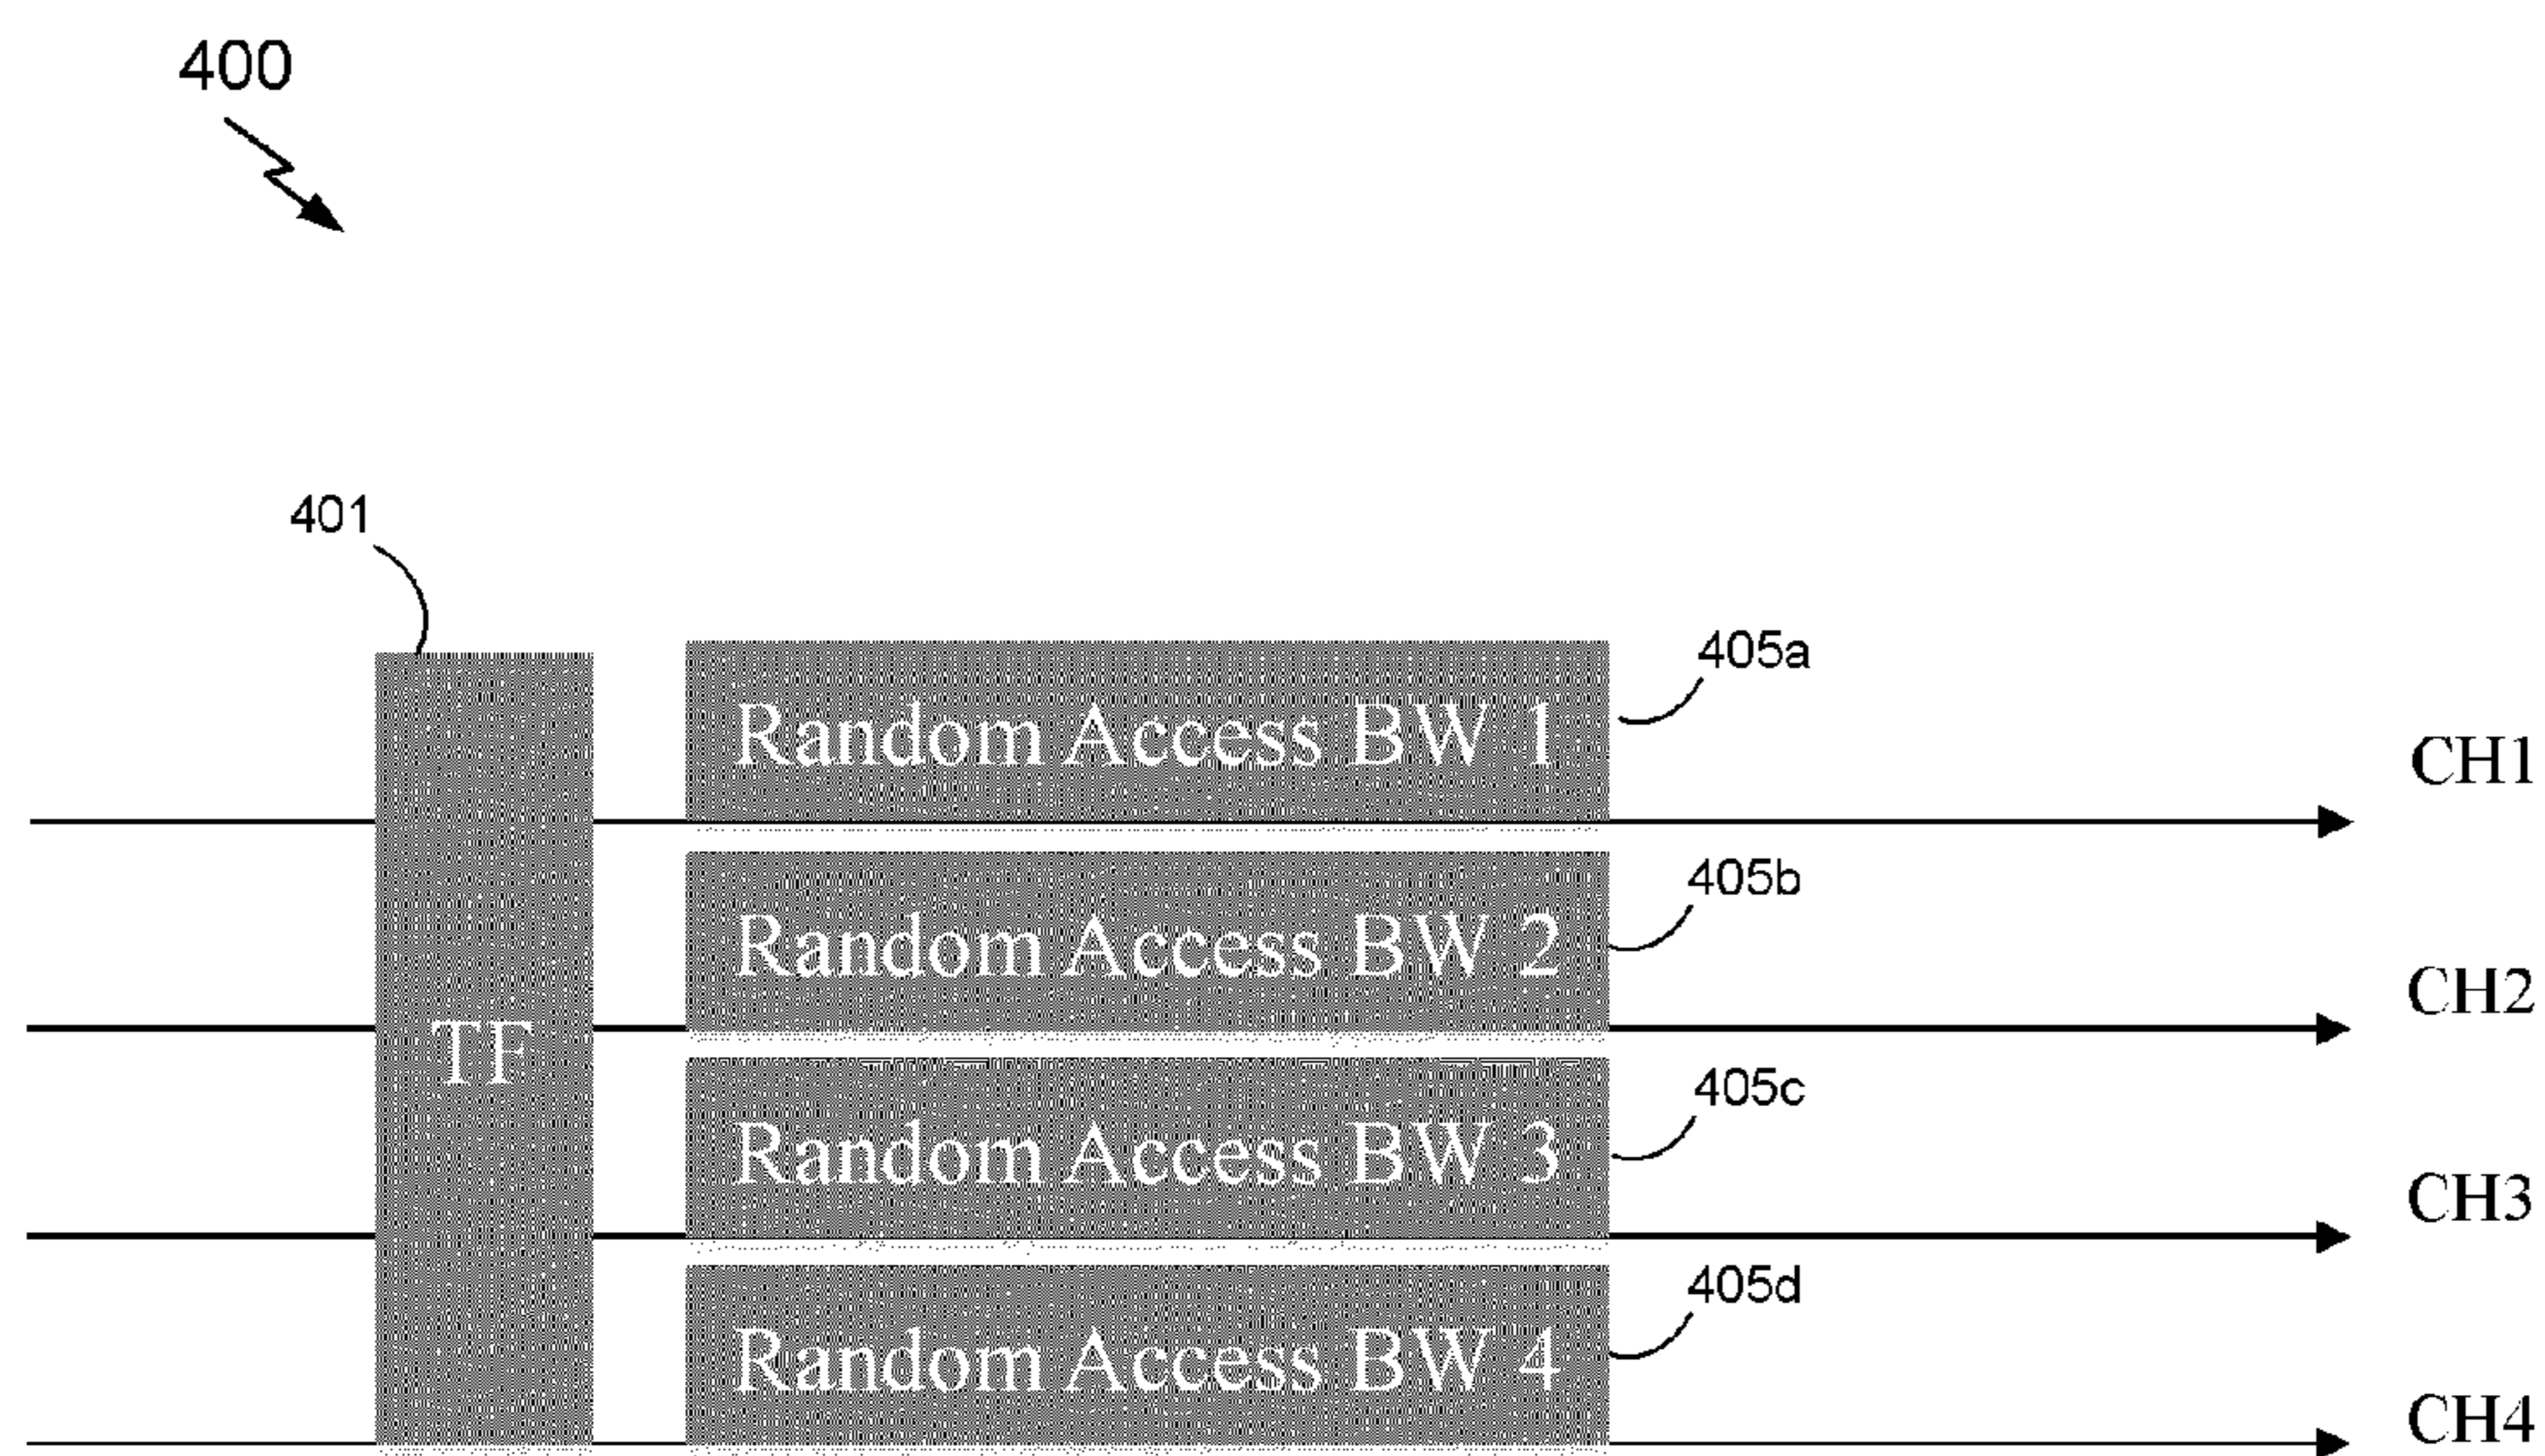 400
401
405a
Random Access BW 1
CH1
405b
Random Access BW 2
CH2
TF
405c
Random Access BW 3
CH3
405d
Random Access BW 4
CH4